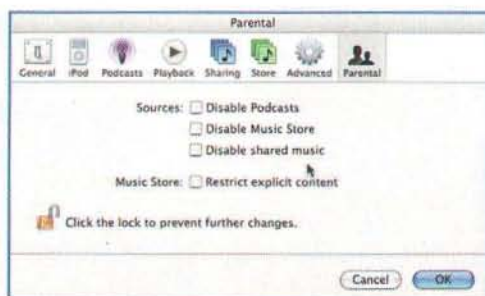 Parental
General iPod Podcasts Playback Sharing Store Advanced Parental
Sources: Disable Podcasts
Disable Music Store
Disable shared music
Music Store: Restrict explicit content
Click the lock to prevent further changes.
Cancel OK